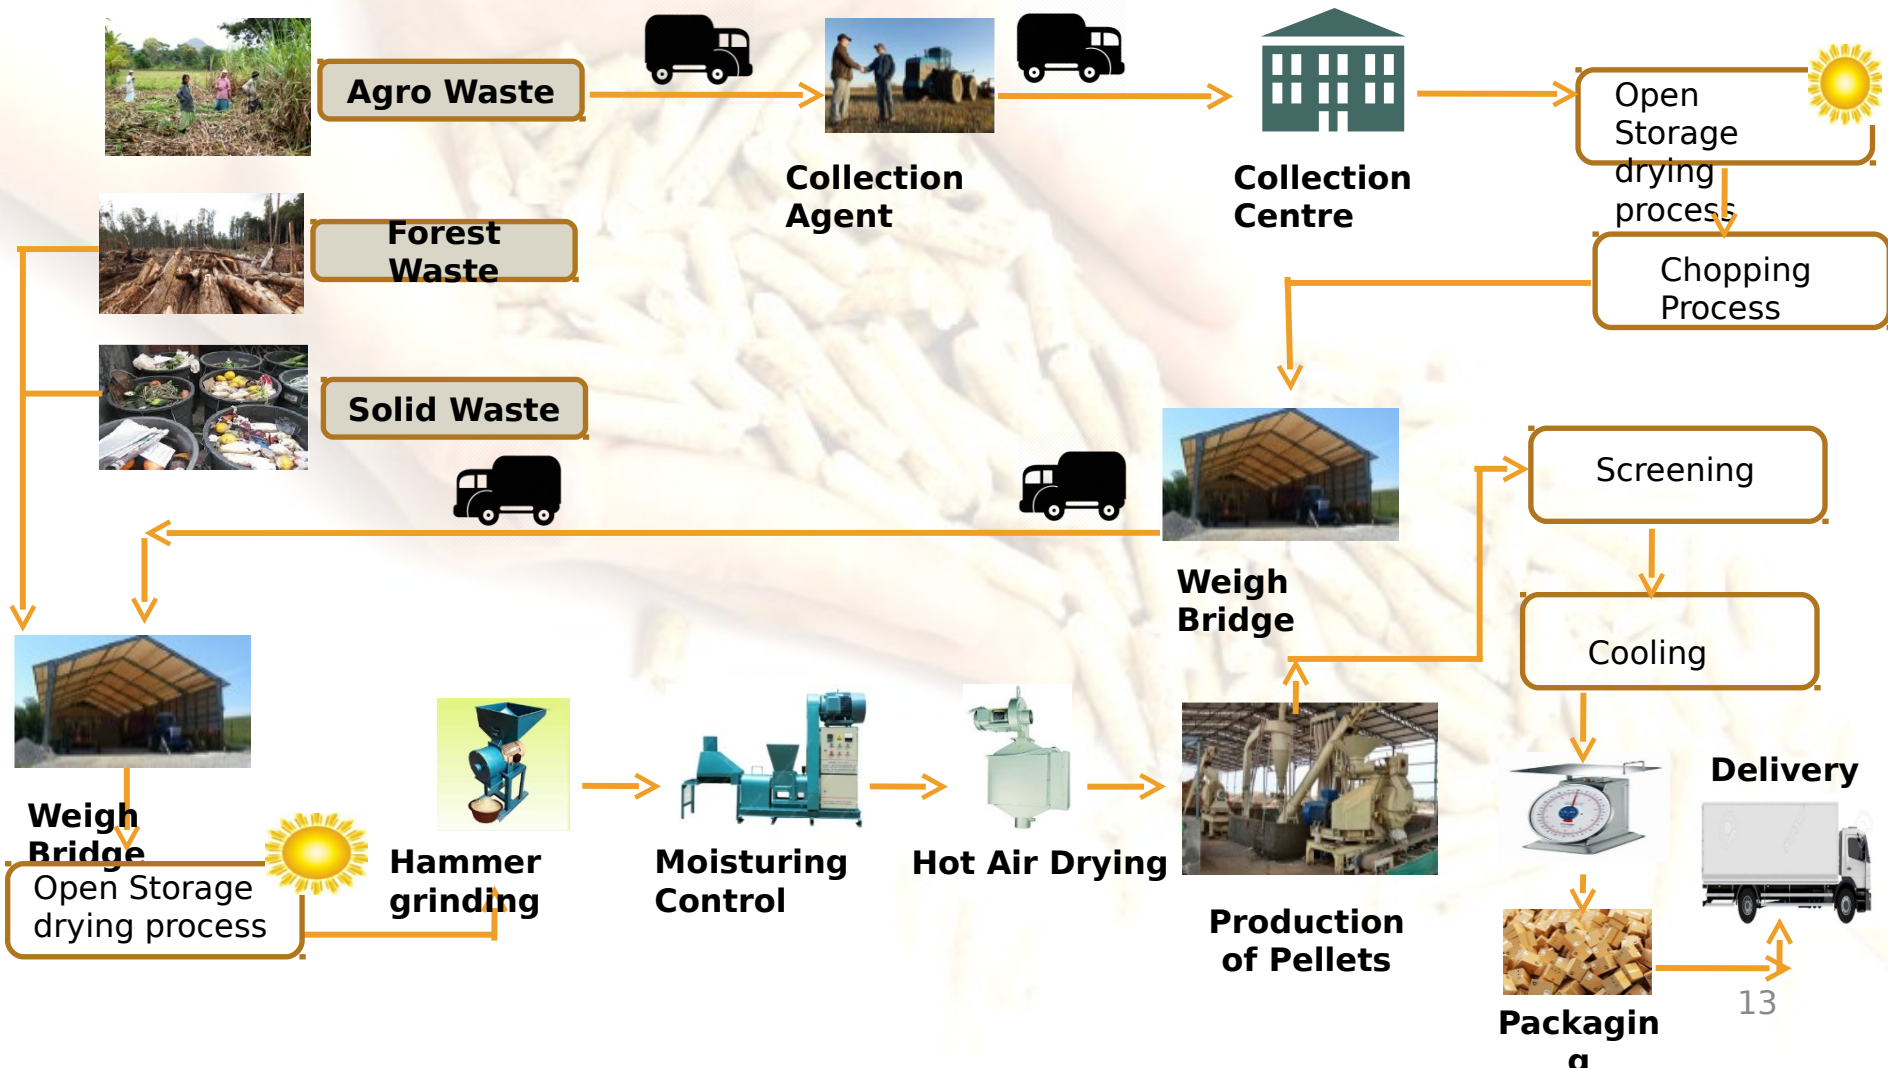 Agro Waste
Collection
Agent
Collection
Centre
Open
Storage
drying
process
Forest
Waste
Chopping
Process
Solid Waste
Weigh
Bridge
Screening
Cooling
Weigh
Bridge
Open Storage
drying process
Hammer
grinding
Moisturing
Control
Hot Air Drying
Production
of Pellets
Delivery
Packagin
g
13